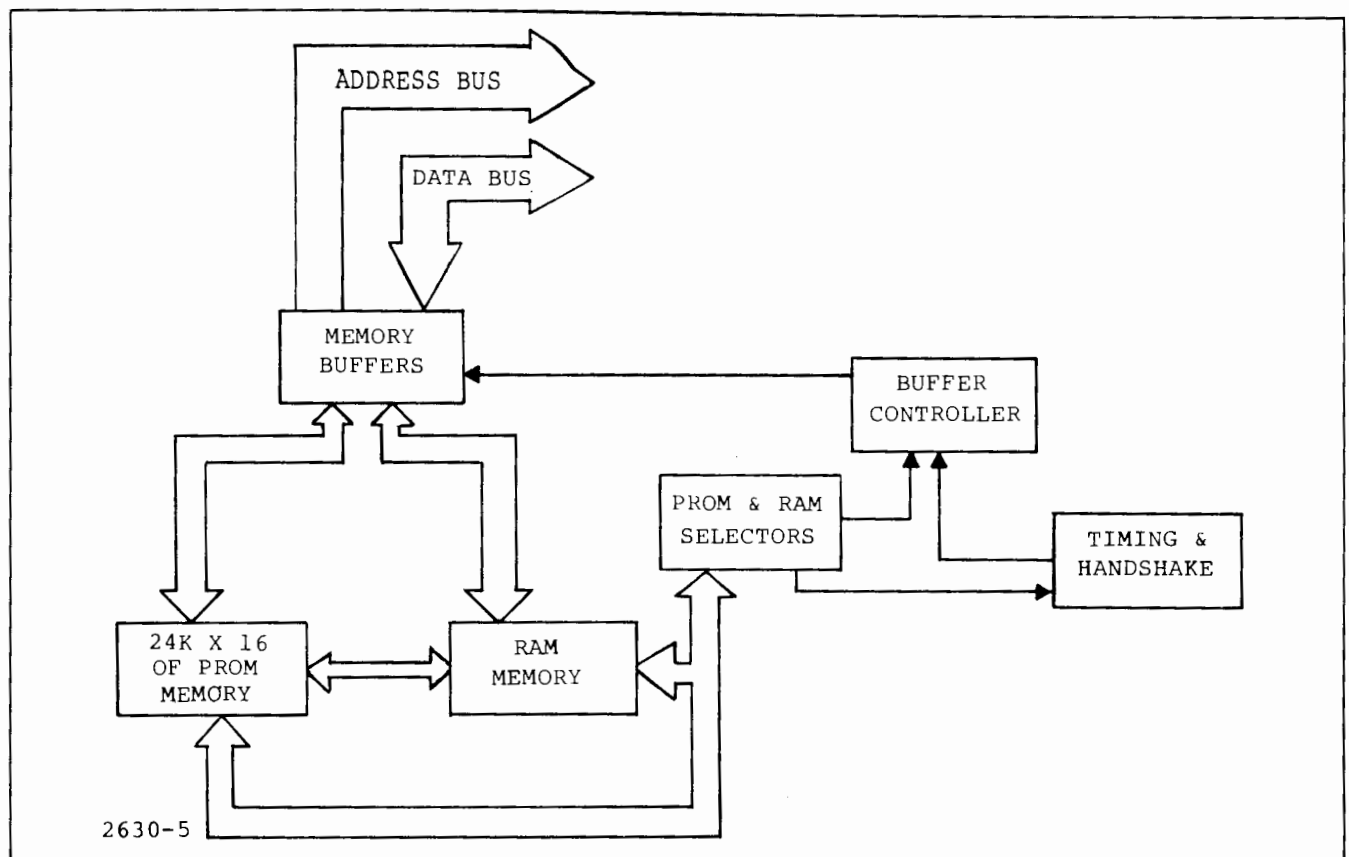 ADDRESS BUS
DATA BUS
MEMORY
BUFFERS
BUFFER
CONTROLLER
PROM & RAM
SELECTORS
TIMING &
HANDSHAKE
24K X 16
OF PROM
MEMORY
RAM
MEMORY
2630-5